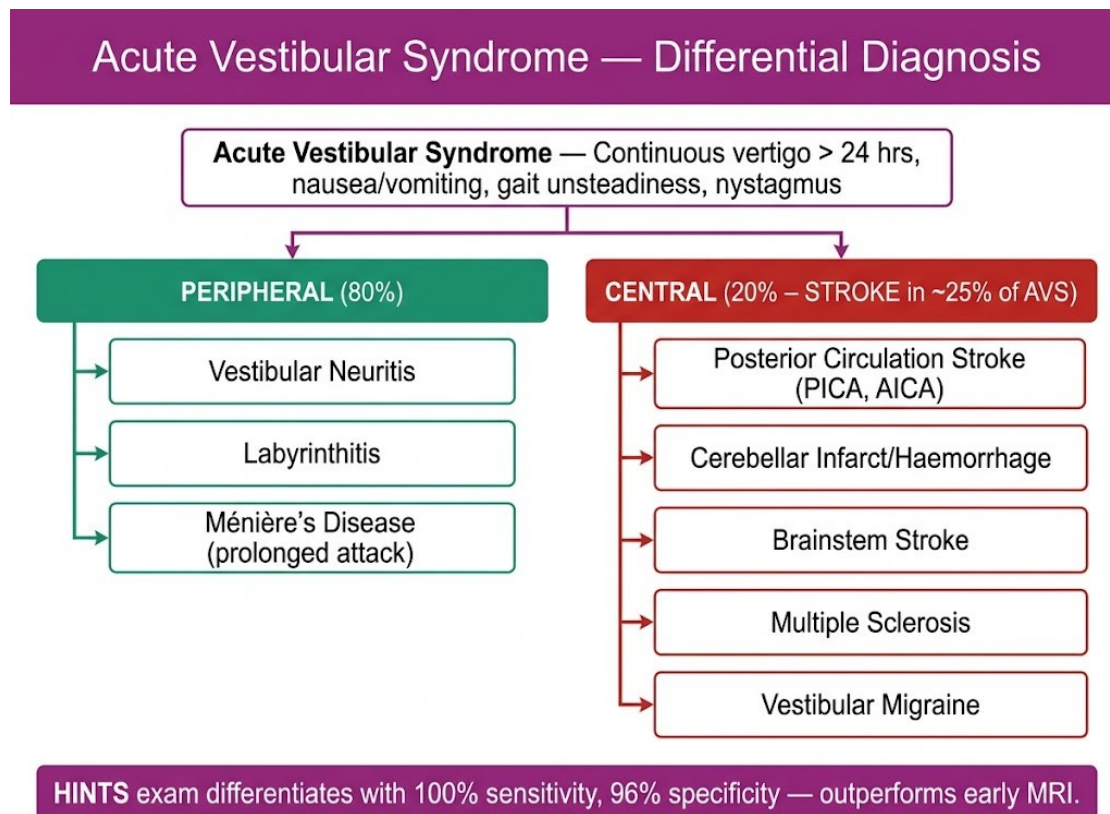 Acute Vestibular Syndrome — Differential Diagnosis
Acute Vestibular Syndrome — Continuous vertigo > 24 hrs,
nausea/vomiting, gait unsteadiness, nystagmus
PERIPHERAL (80%)
Vestibular Neuritis
Labyrinthitis
Ménière’s Disease
(prolonged attack)
CENTRAL (20% – STROKE in ~25% of AVS)
Posterior Circulation Stroke
(PICA, AICA)
Cerebellar Infarct/Haemorrhage
Brainstem Stroke
Multiple Sclerosis
Vestibular Migraine
HINTS exam differentiates with 100% sensitivity, 96% specificity — outperforms early MRI.